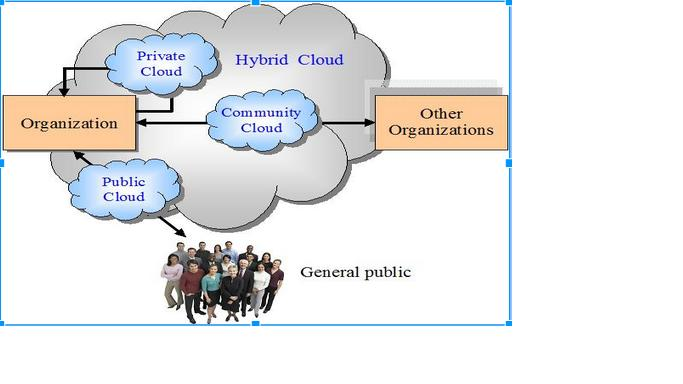 Private
Cloud
Hybrid Cloud
Organization
Community
Cloud
Other
Organizations
Public
Cloud
General public